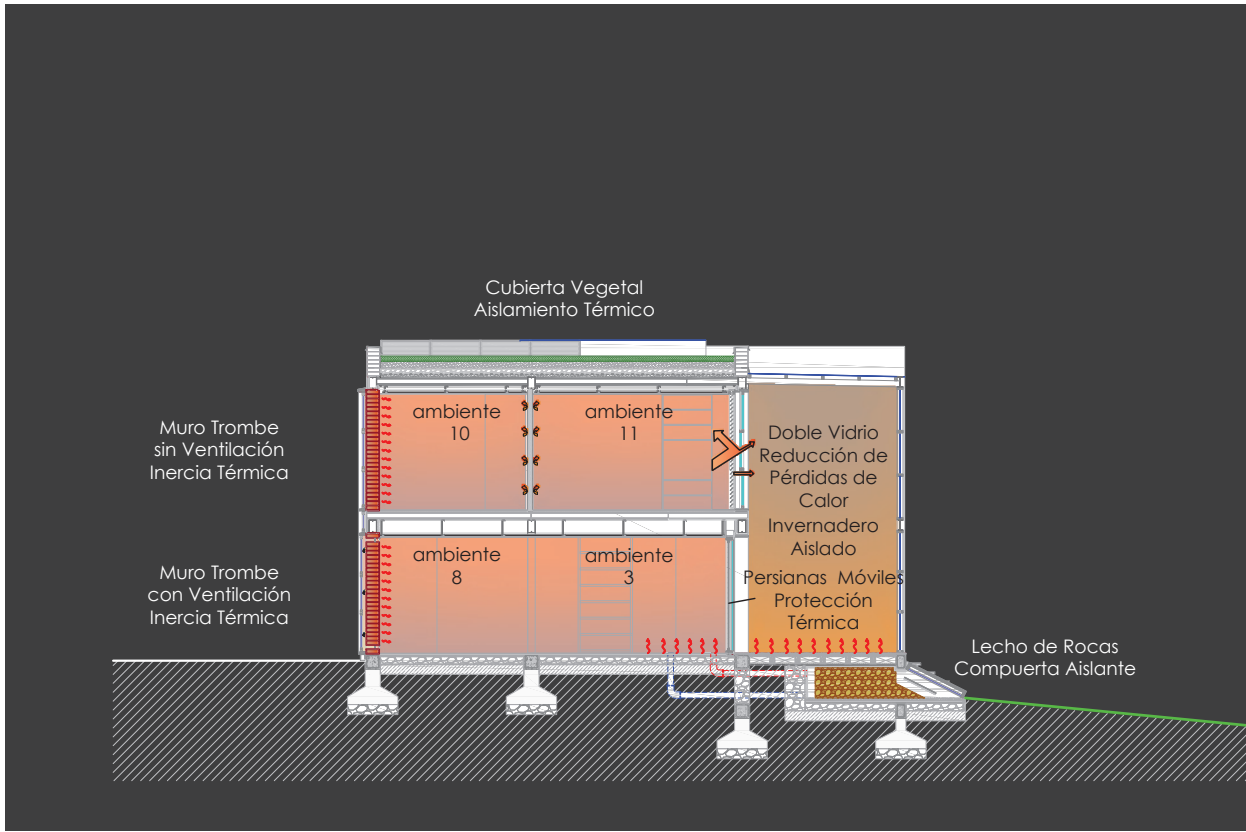 Cubierta Vegetal
Aislamiento Térmico
Muro Trombe
sin Ventilación
Inercia Térmica
ambiente
10
ambiente
11
Doble Vidrio
Reducción de
Pérdidas de
Calor
Invernadero
Aislado
Muro Trombe
con Ventilación
Inercia Térmica
ambiente
8
ambiente
3
Persianas Móviles
Protección
Térmica
Lecho de Rocas
Compuerta Aislante